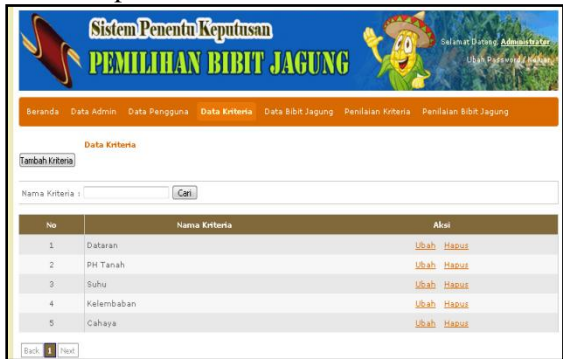 Sistem Penentu Keputusan
PEMILIHAN BIBIT JAGUNG
Selamat Datang, Administrator
Ubah Password / Keluar
Beranda Data Admin Data Pengguna Data Kriteria Data Bibit Jagung Penilaian Kriteria Penilaian Bibit Jagung
Data Kriteria
Tambah Kriteria
Nama Kriteria : Cari
No Nama Kriteria Aksi
1 Dataran Ubah Hapus
2 PH Tanah Ubah Hapus
3 Suhu Ubah Hapus
4 Kelembaban Ubah Hapus
5 Cahaya Ubah Hapus
Back 1 Next